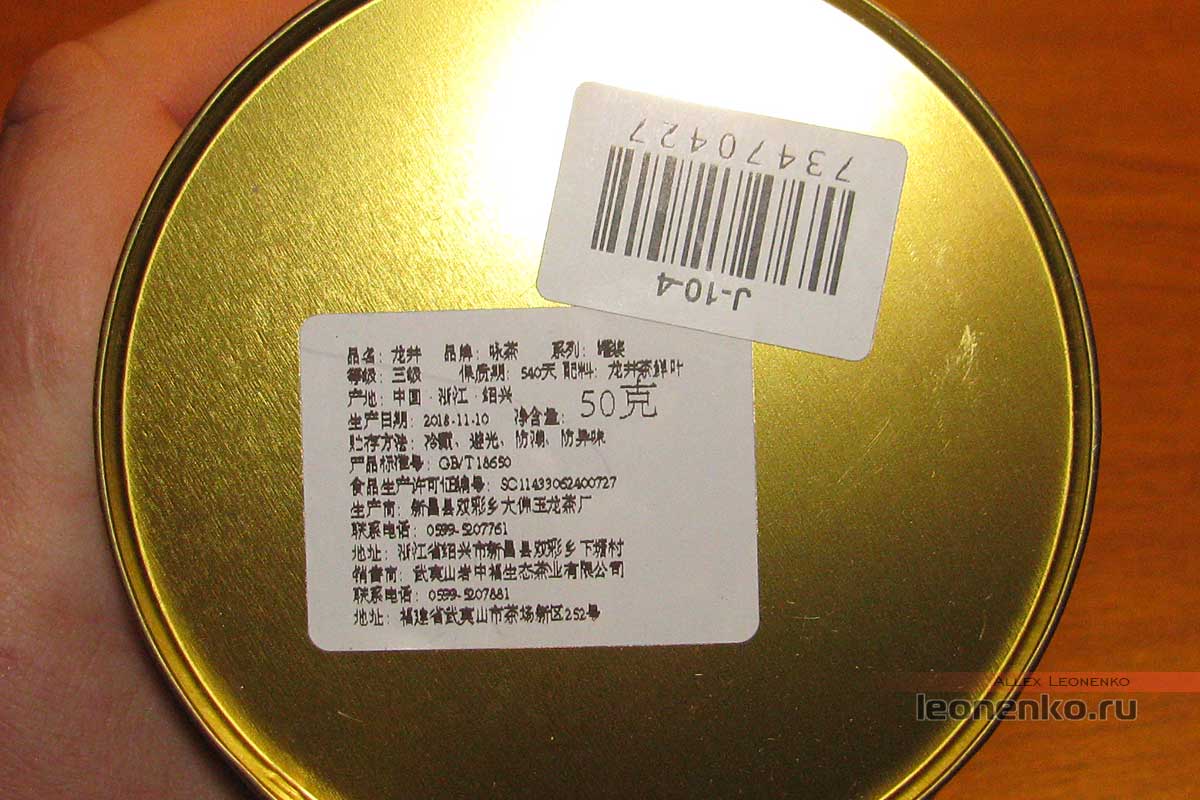 73470427
J-10-4
品名：龙井 品牌：咏茶 系列：罐装
等级：三级 保质期：540天 配料：龙井茶鲜叶
产地：中国·浙江·绍兴
生产日期：2018-11-10 净含量：50克
贮存方法：冷藏、避光、防潮、防异味
产品标准号：GB/T18650
食品生产许可证编号：SC11433062400727
生产商：新昌县双彩乡大佛玉龙茶厂
联系电话：0599-5207761
地址：浙江省绍兴市新昌县双彩乡下塘村
销售商：武夷山岩中福生态茶业有限公司
联系电话：0599-5207881
地址：福建省武夷山市茶场新区252号
Allex Leonenko
leonenko.ru